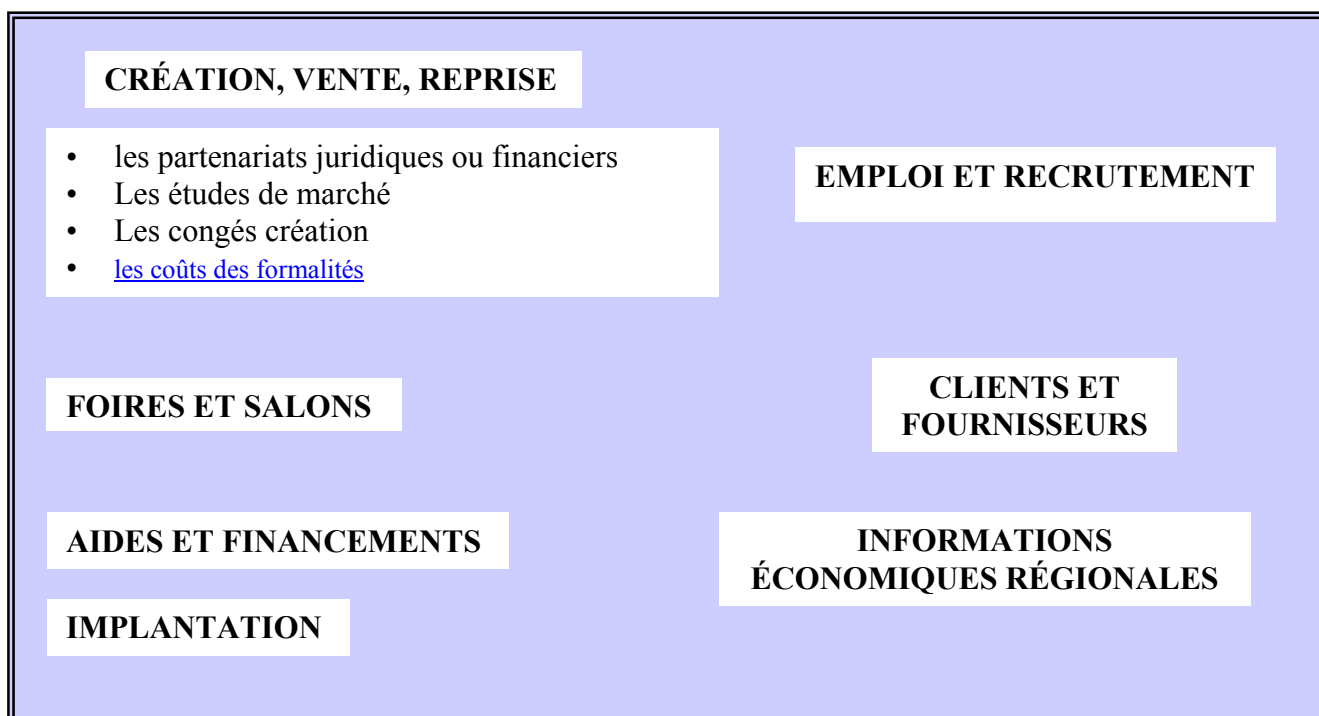 CRÉATION, VENTE, REPRISE
• les partenariats juridiques ou financiers
• Les études de marché
• Les congés création
• les coûts des formalités
EMPLOI ET RECRUTEMENT
FOIRES ET SALONS
CLIENTS ET
FOURNISSEURS
AIDES ET FINANCEMENTS
INFORMATIONS
ÉCONOMIQUES RÉGIONALES
IMPLANTATION